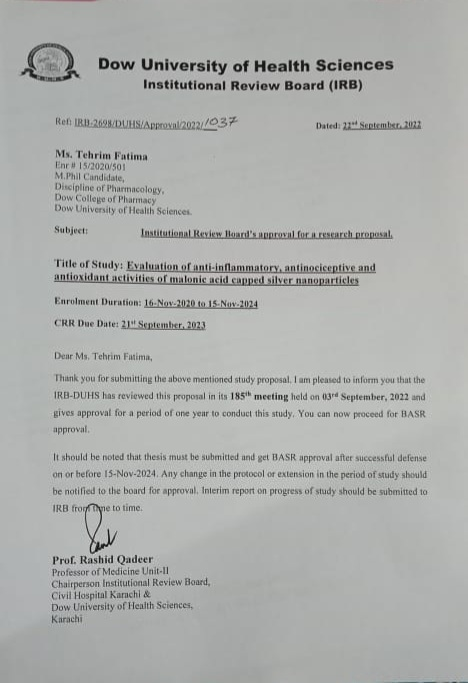 Dow University of Health Sciences
Institutional Review Board (IRB)
Ref: IRB-2698/DUHS/Approval/2022/1037
Dated: 22nd September, 2022
Ms. Tehrim Fatima
Enr # 15/2020/501
M.Phil Candidate,
Discipline of Pharmacology,
Dow College of Pharmacy
Dow University of Health Sciences.
Subject: Institutional Review Board's approval for a research proposal.
Title of Study: Evaluation of anti-inflammatory, antinociceptive and
antioxidant activities of malonic acid capped silver nanoparticles
Enrolment Duration: 16-Nov-2020 to 15-Nov-2024
CRR Due Date: 21st September, 2023
Dear Ms. Tehrim Fatima,
Thank you for submitting the above mentioned study proposal. I am pleased to inform you that the
IRB-DUHS has reviewed this proposal in its 185th meeting held on 03rd September, 2022 and
gives approval for a period of one year to conduct this study. You can now proceed for BASR
approval.
It should be noted that thesis must be submitted and get BASR approval after successful defense
on or before 15-Nov-2024. Any change in the protocol or extension in the period of study should
be notified to the board for approval. Interim report on progress of study should be submitted to
IRB from time to time.
Prof. Rashid Qadeer
Professor of Medicine Unit-II
Chairperson Institutional Review Board,
Civil Hospital Karachi &
Dow University of Health Sciences,
Karachi